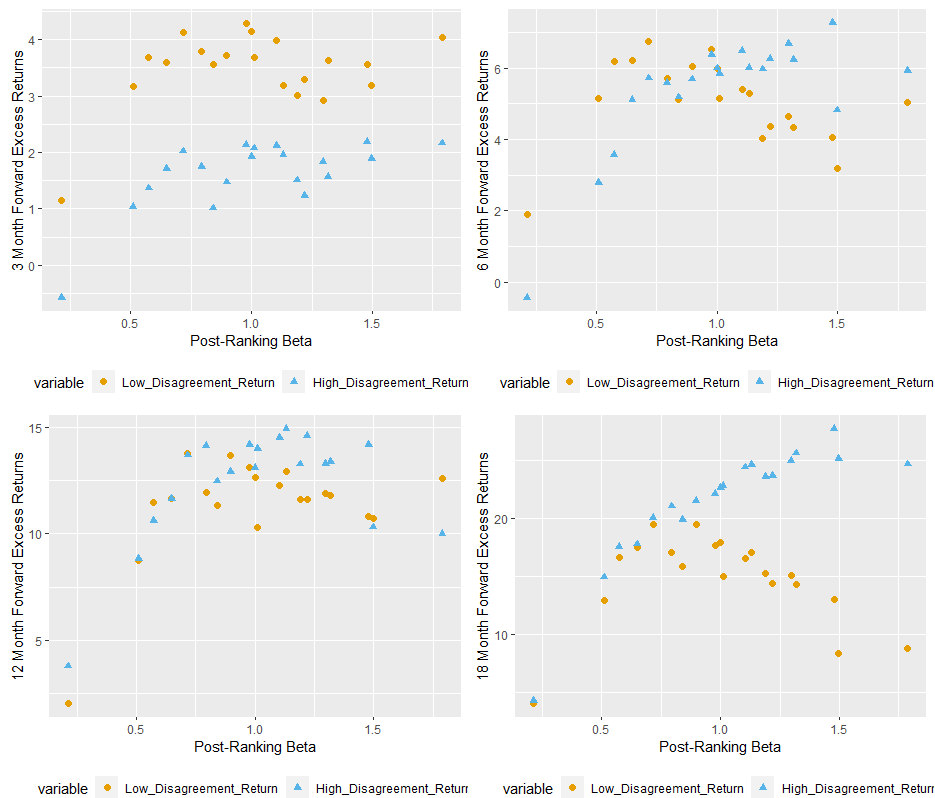 3 Month Forward Excess Returns
4
3
2
1
0
0.5 1.0 1.5
Post-Ranking Beta
variable Low_Disagreement_Return High_Disagreement_Return
6 Month Forward Excess Returns
6
4
2
0
0.5 1.0 1.5
Post-Ranking Beta
variable Low_Disagreement_Return High_Disagreement_Return
12 Month Forward Excess Returns
15
10
5
0.5 1.0 1.5
Post-Ranking Beta
variable Low_Disagreement_Return High_Disagreement_Return
18 Month Forward Excess Returns
20
10
0.5 1.0 1.5
Post-Ranking Beta
variable Low_Disagreement_Return High_Disagreement_Return